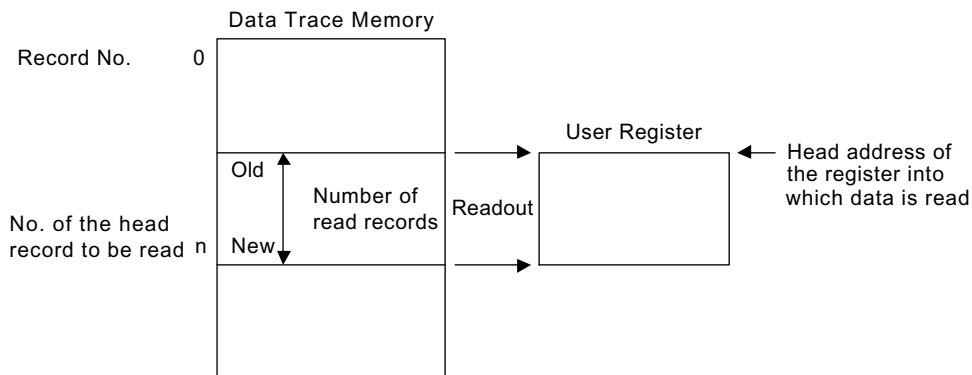 Data Trace Memory
Record No. 0
User Register
Old
Head address of
the register into
which data is read
Number of
read records
Readout
No. of the head
record to be read n
New